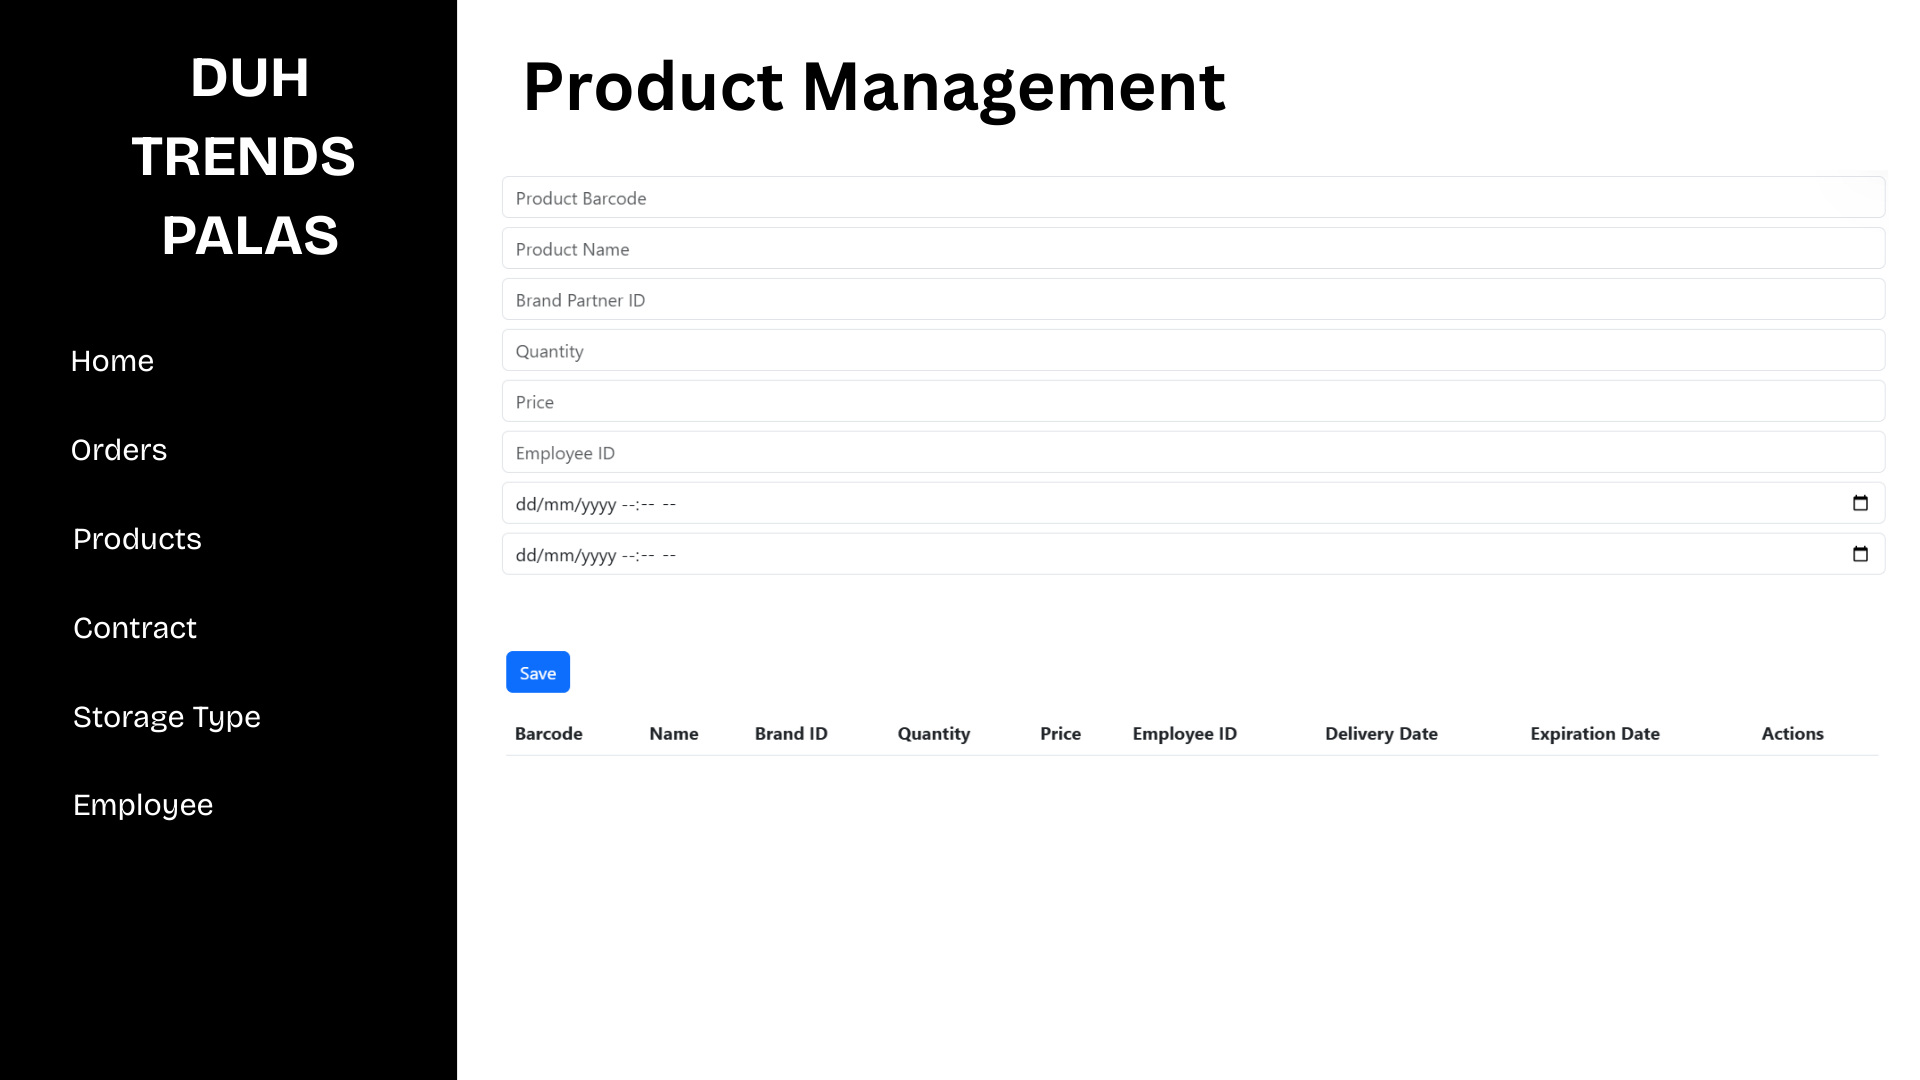 DUH
TRENDS
PALAS
Home
Orders
Products
Contract
Storage Type
Employee
Product Management
Product Barcode
Product Name
Brand Partner ID
Quantity
Price
Employee ID
dd/mm/yyyy --:-- --
dd/mm/yyyy --:-- --
Save
Barcode Name Brand ID Quantity Price Employee ID Delivery Date Expiration Date Actions